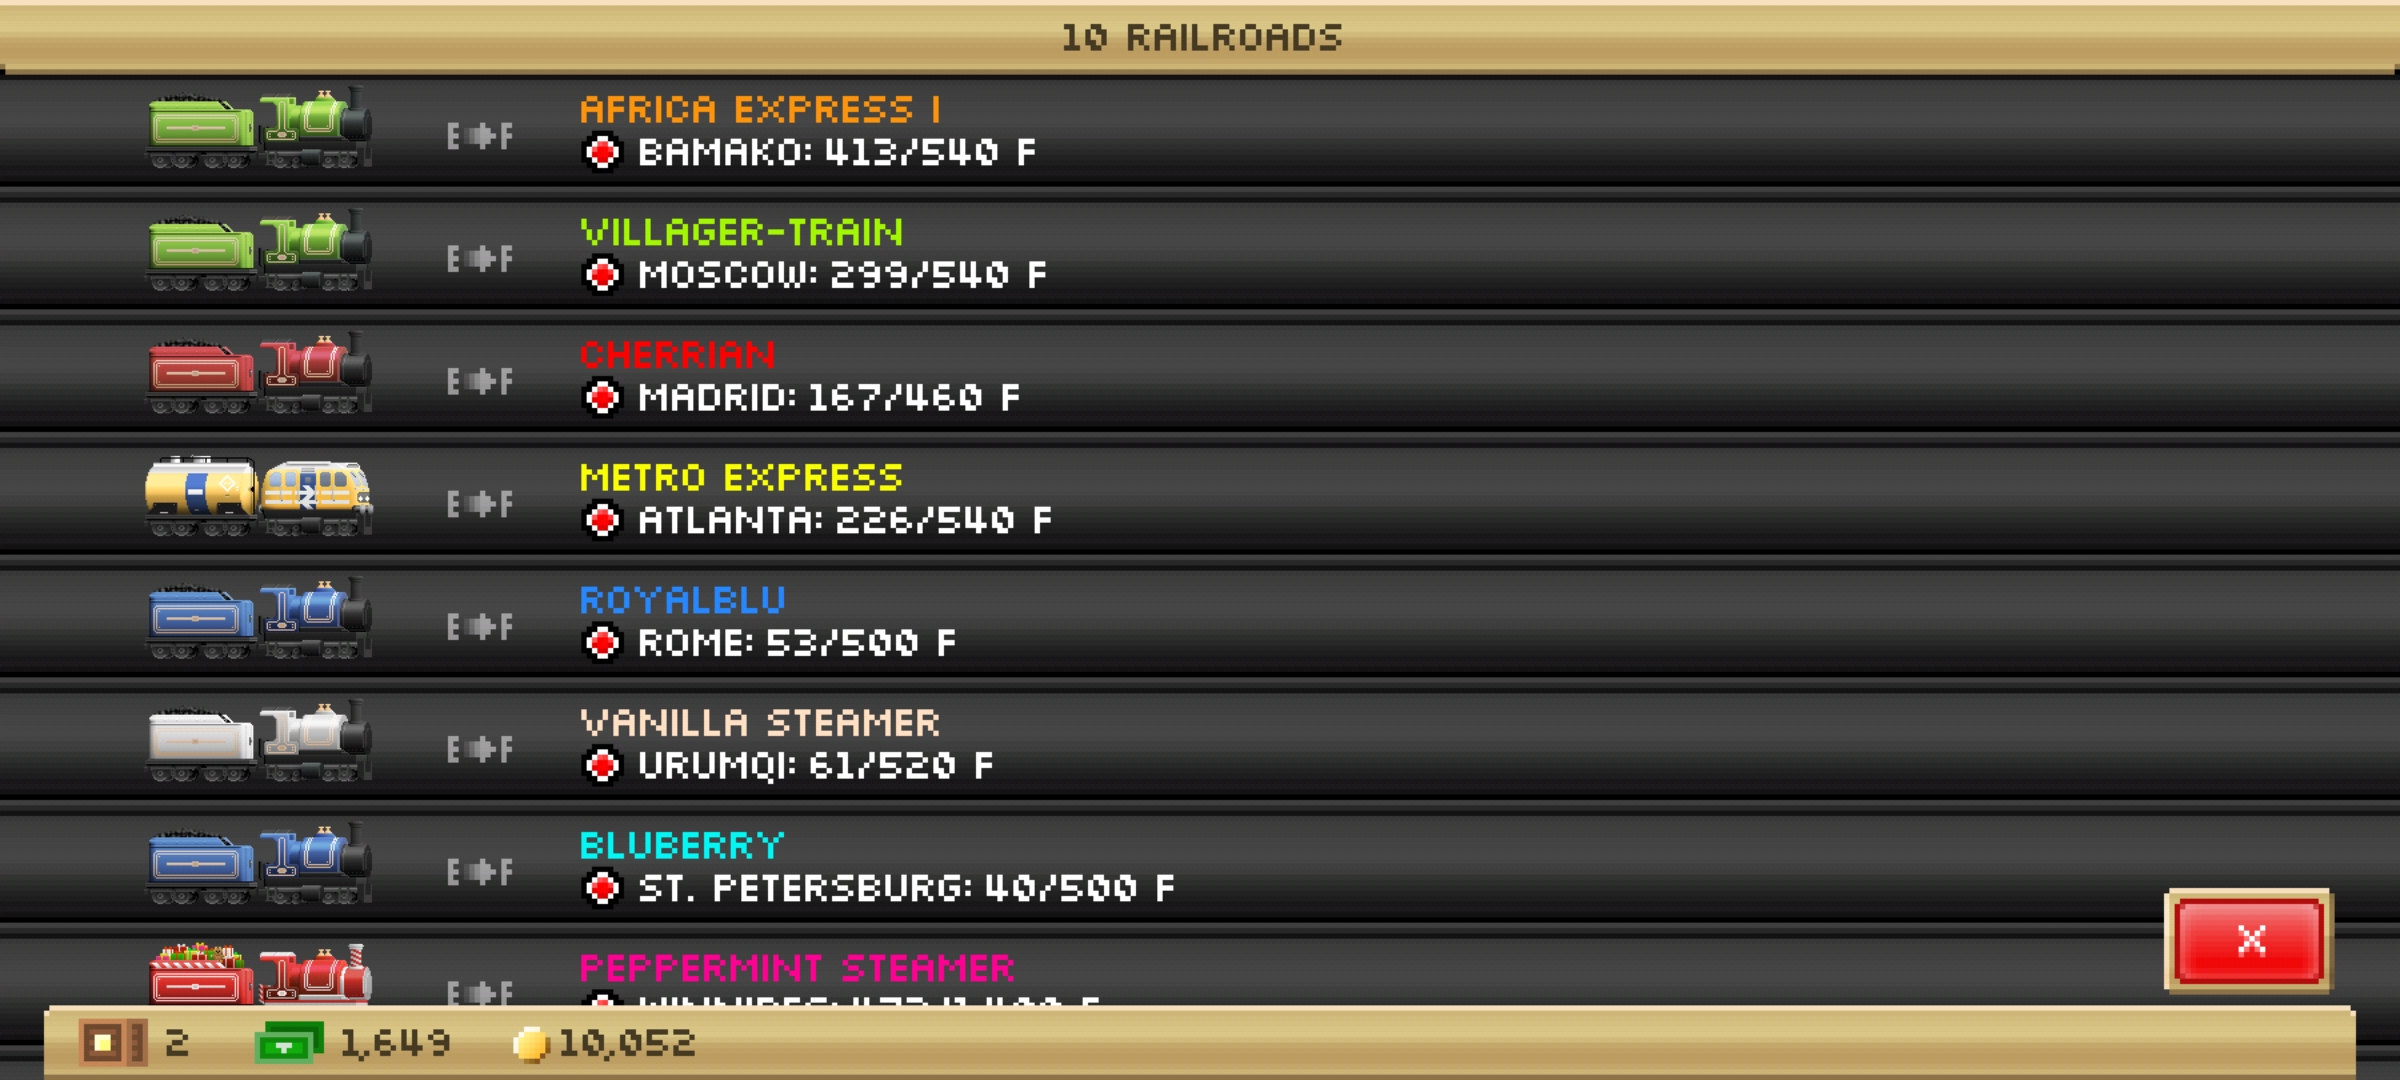 10 RAILROADS
E F
AFRICA EXPRESS I
BAMAKO: 413/540 F
E F
VILLAGER-TRAIN
MOSCOW: 299/540 F
E F
CHERRIAN
MADRID: 167/460 F
E F
METRO EXPRESS
ATLANTA: 226/540 F
E F
ROYALBLU
ROME: 53/500 F
E F
VANILLA STEAMER
URUMQI: 61/520 F
E F
BLUBERRY
ST. PETERSBURG: 40/500 F
E F
PEPPERMINT STEAMER
X
2
1,649
10,052